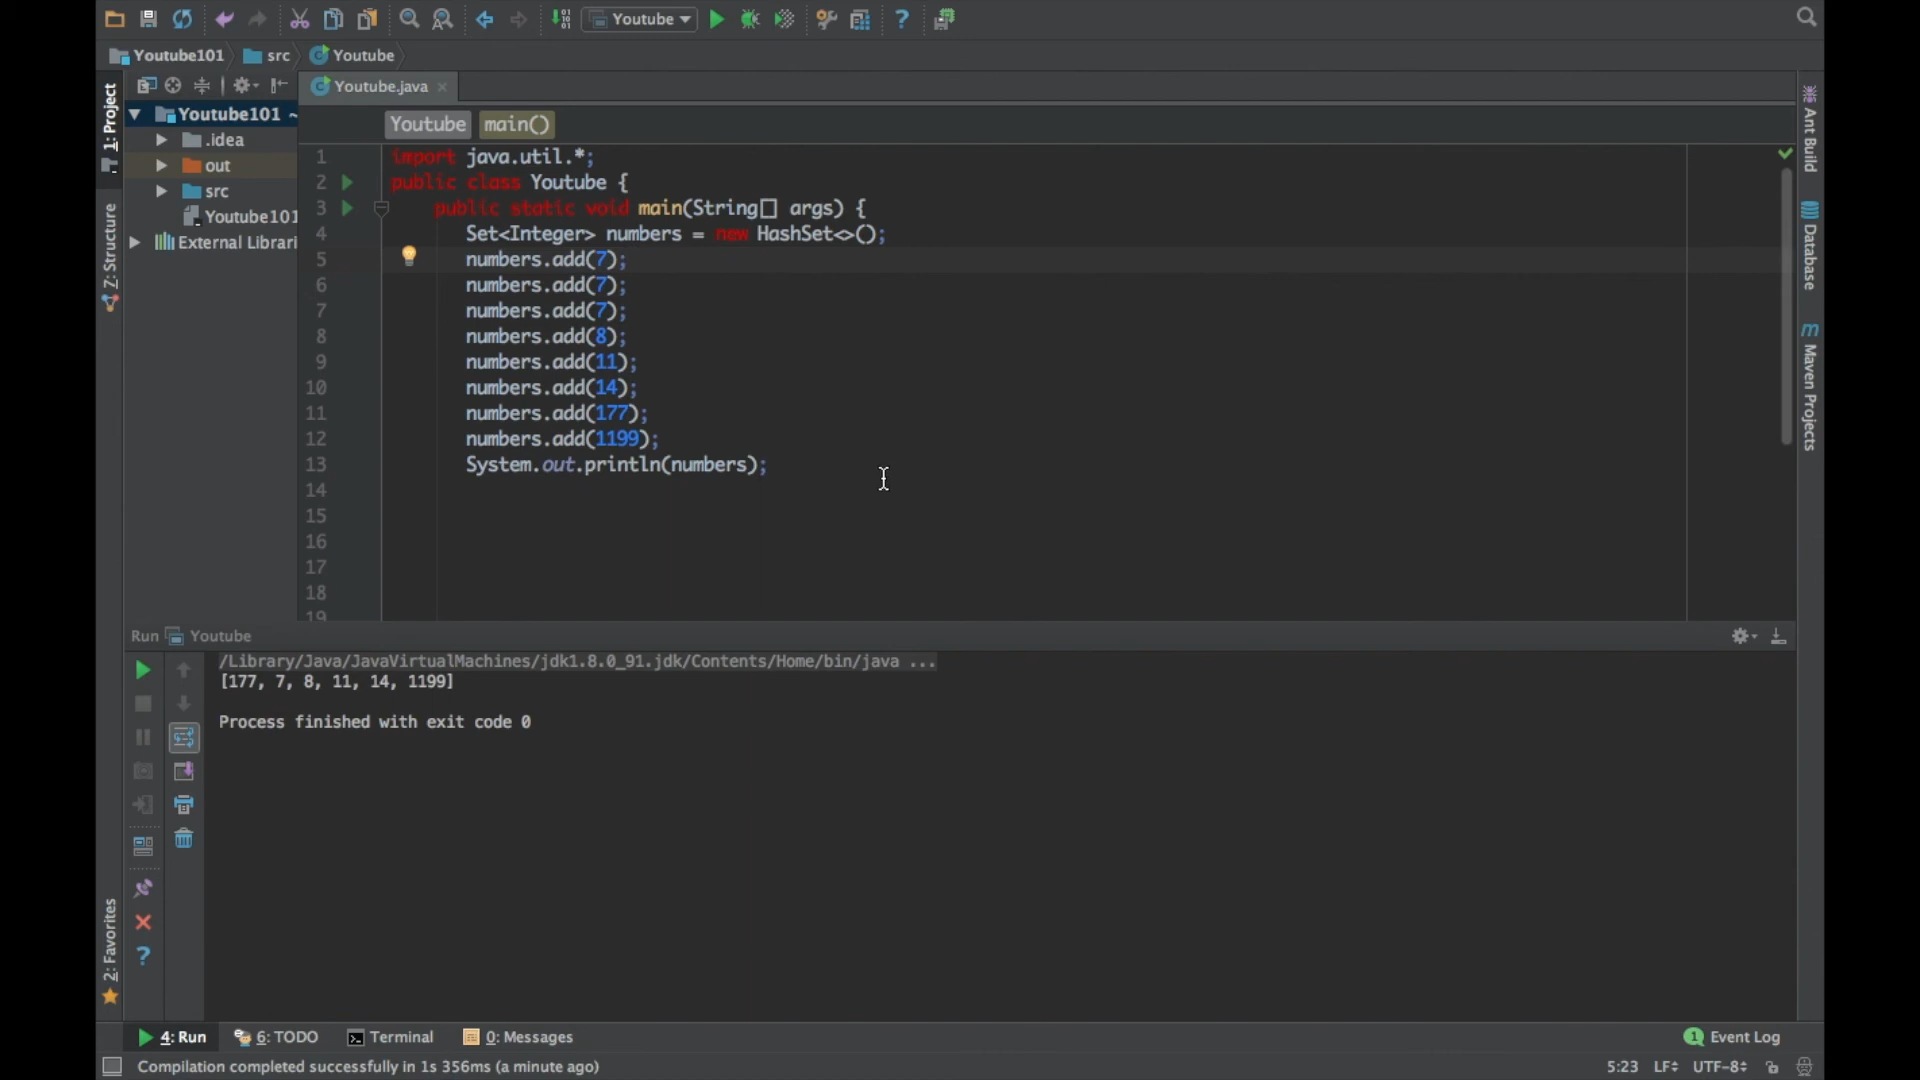 Youtube
Youtube101 src Youtube
1: Project
Youtube.java
Youtube101 ~
.idea
out
src
Youtube101
External Librari
Z: Structure
Youtube main()
1 import java.util.*;
2 public class Youtube {
3 public static void main(String[] args) {
4 Set<Integer> numbers = new HashSet<>();
5 numbers.add(7);
6 numbers.add(7);
7 numbers.add(7);
8 numbers.add(8);
9 numbers.add(11);
10 numbers.add(14);
11 numbers.add(177);
12 numbers.add(1199);
13 System.out.println(numbers);
14
15
16
17
18
19
Ant Build
Database
m Maven Projects
Run Youtube
/Library/Java/JavaVirtualMachines/jdk1.8.0_91.jdk/Contents/Home/bin/java ...
[177, 7, 8, 11, 14, 1199]
Process finished with exit code 0
2: Favorites
4: Run 6: TODO Terminal 0: Messages 1 Event Log
Compilation completed successfully in 1s 356ms (a minute ago) 5:23 LF UTF-8